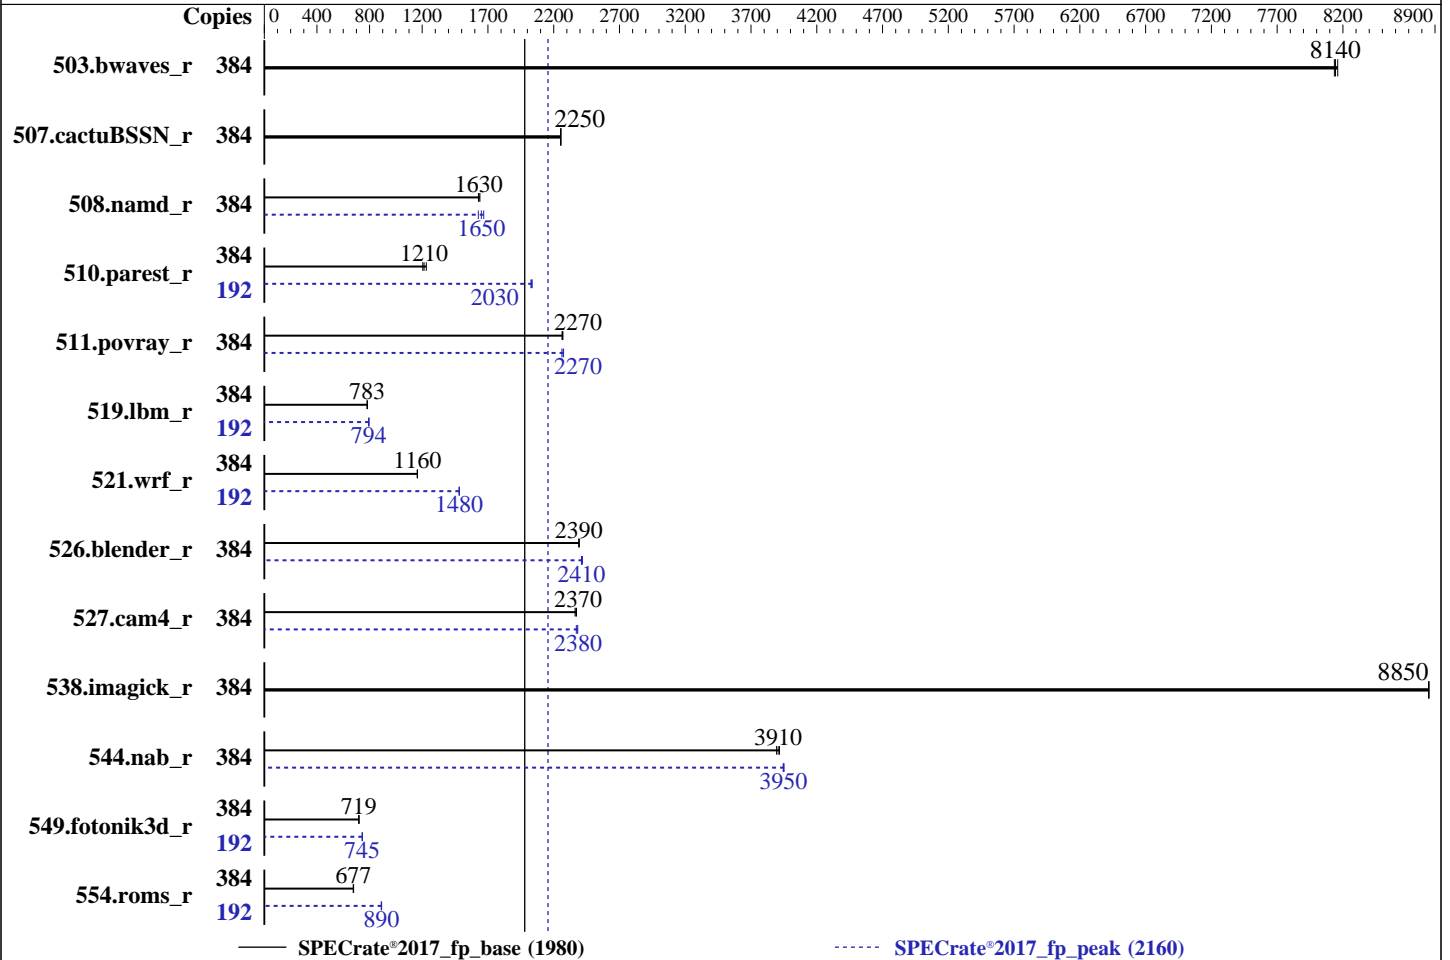 Copies 0 400 800 1200 1700 2200 2700 3200 3700 4200 4700 5200 5700 6200 6700 7200 7700 8200 8900
503.bwaves_r 384 8140
507.cactuBSSN_r 384 2250
508.namd_r 384 1630
1650
510.parest_r 384 1210
192 2030
511.povray_r 384 2270
2270
519.lbm_r 384 783
192 794
521.wrf_r 384 1160
192 1480
526.blender_r 384 2390
2410
527.cam4_r 384 2370
2380
538.imagick_r 384 8850
544.nab_r 384 3910
3950
549.fotonik3d_r 384 719
192 745
554.roms_r 384 677
192 890
SPECrate®2017_fp_base (1980) SPECrate®2017_fp_peak (2160)